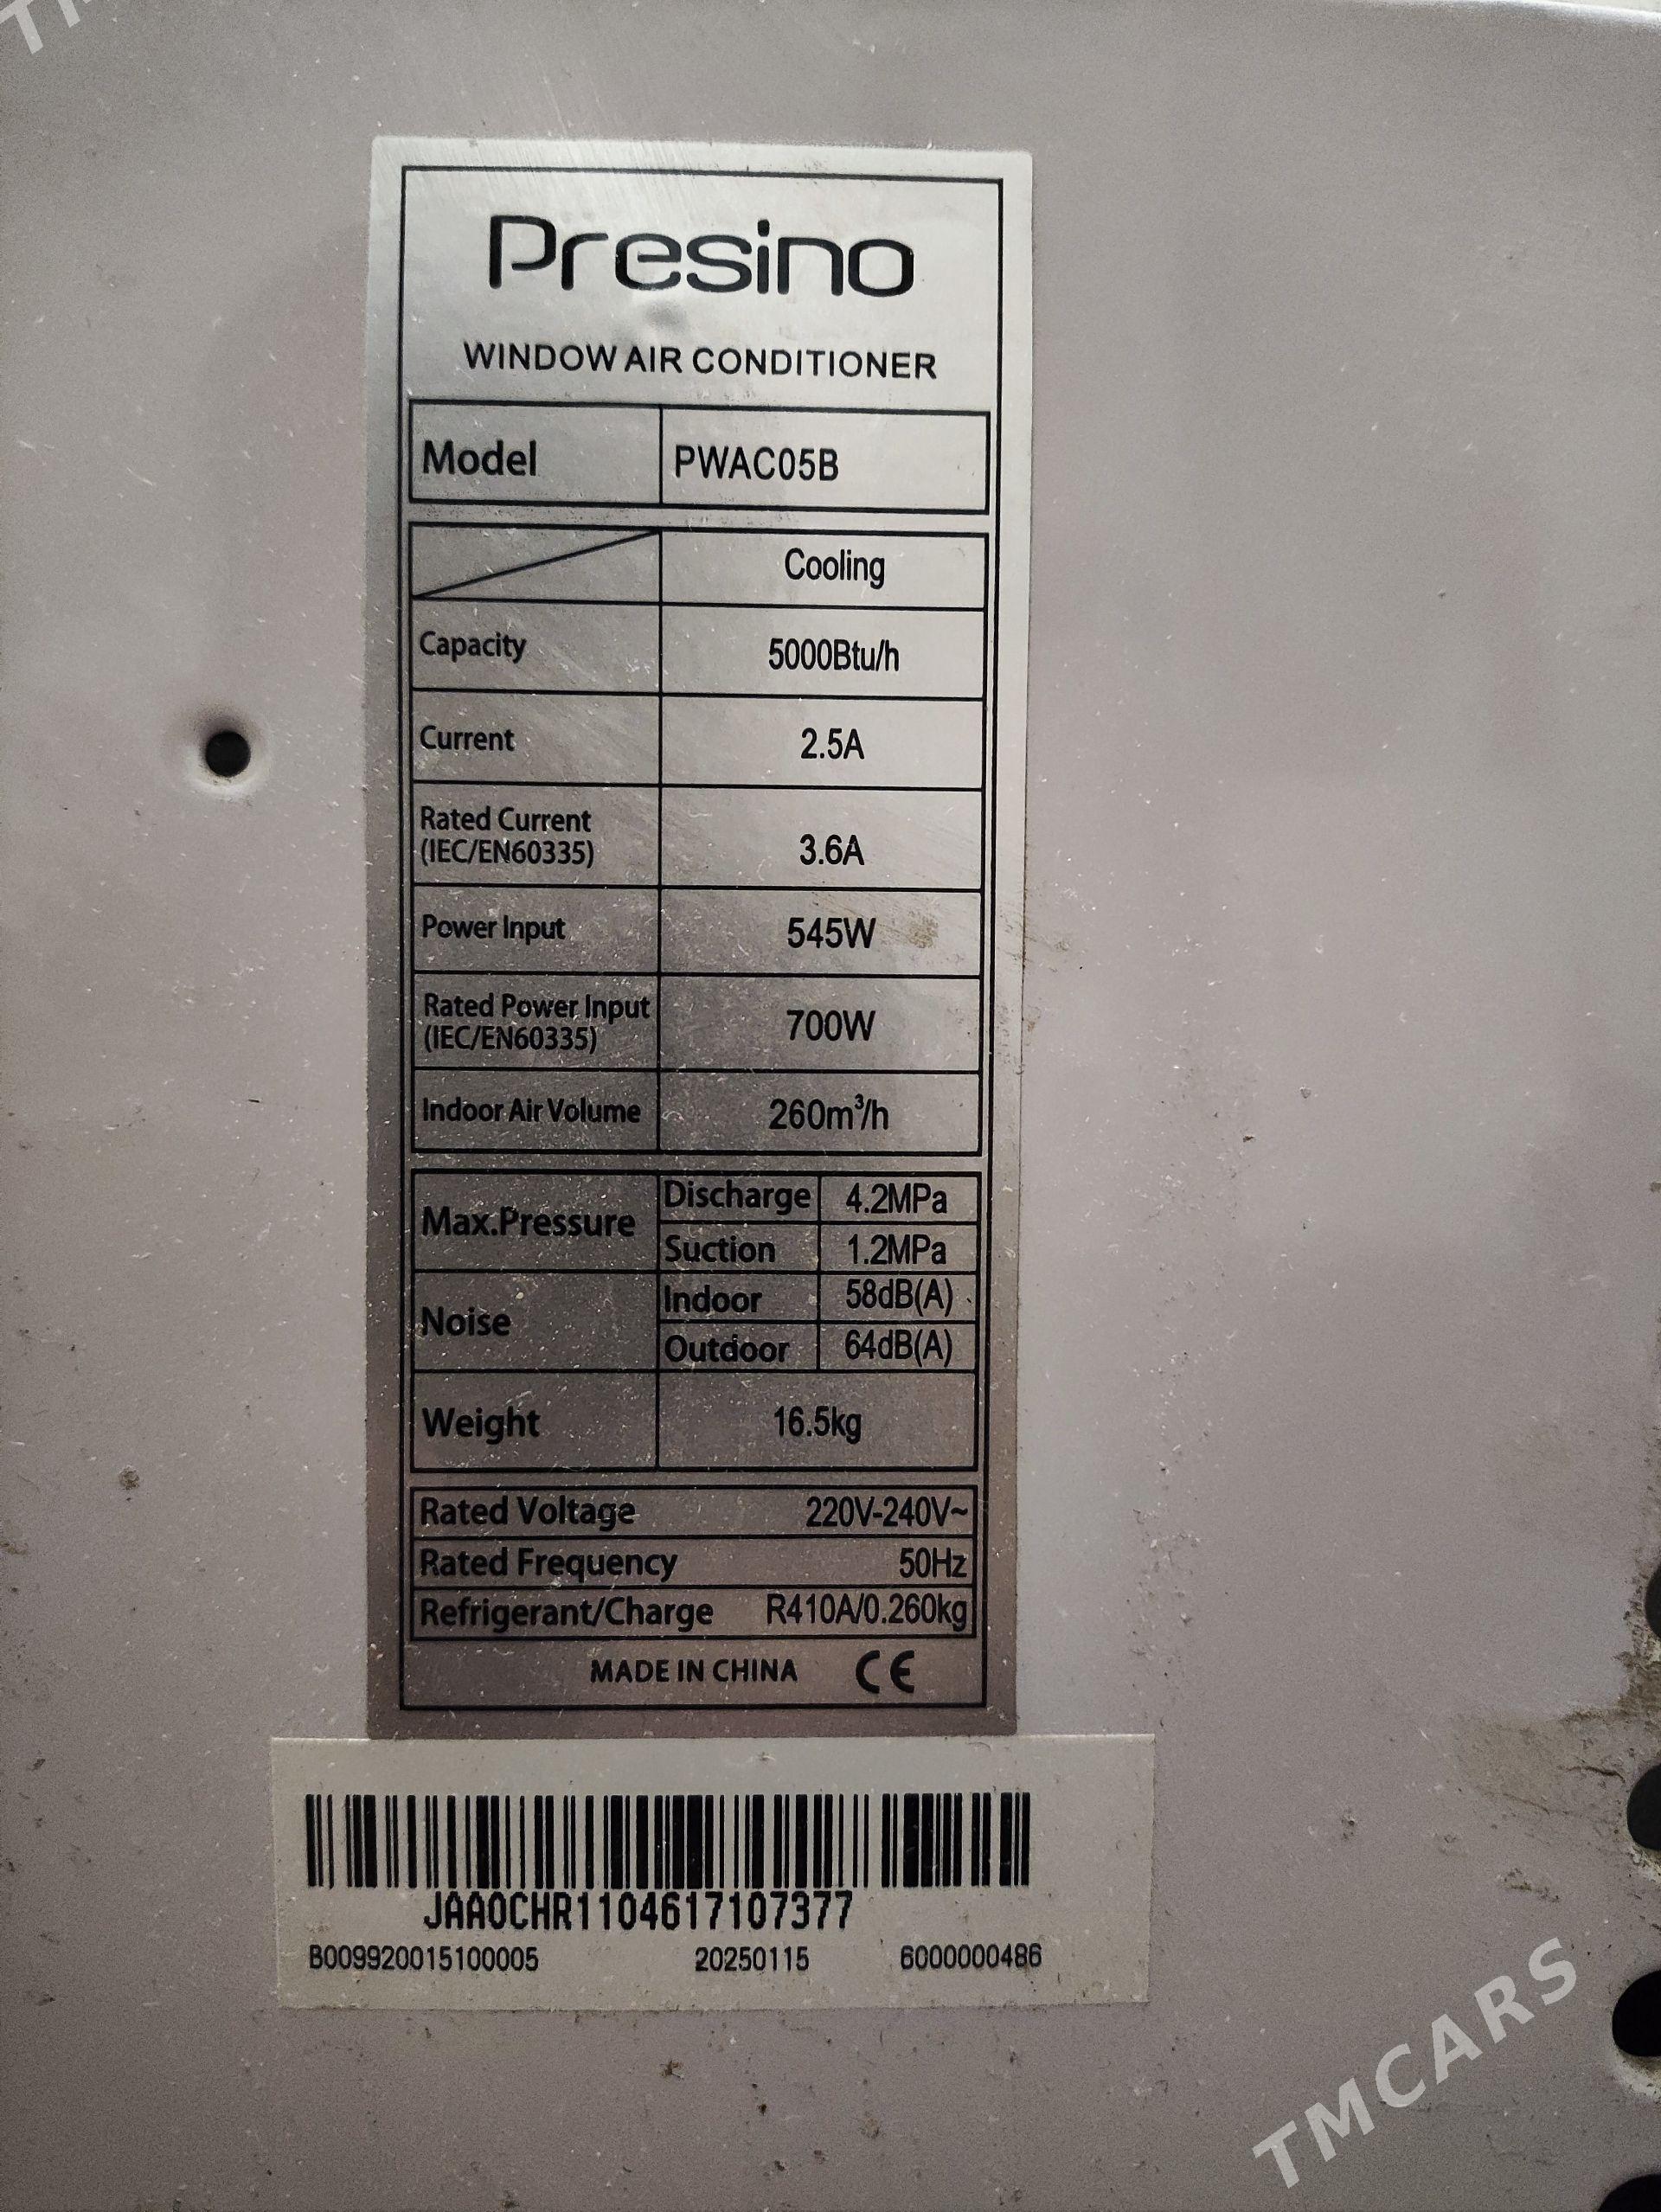 Presino
WINDOW AIR CONDITIONER
Model PWAC05B
Cooling
Capacity 5000Btu/h
Current 2.5A
Rated Current
(IEC/EN60335) 3.6A
Power Input 545W
Rated Power Input
(IEC/EN60335) 700W
Indoor Air Volume 260m³/h
Max.Pressure Discharge 4.2MPa
Suction 1.2MPa
Noise Indoor 58dB(A)
Outdoor 64dB(A)
Weight 16.5kg
Rated Voltage 220V-240V~
Rated Frequency 50Hz
Refrigerant/Charge R410A/0.260kg
MADE IN CHINA CE
JAA0CHR1104617107377
B009920015100005 20250115 6000000486
TMCARS